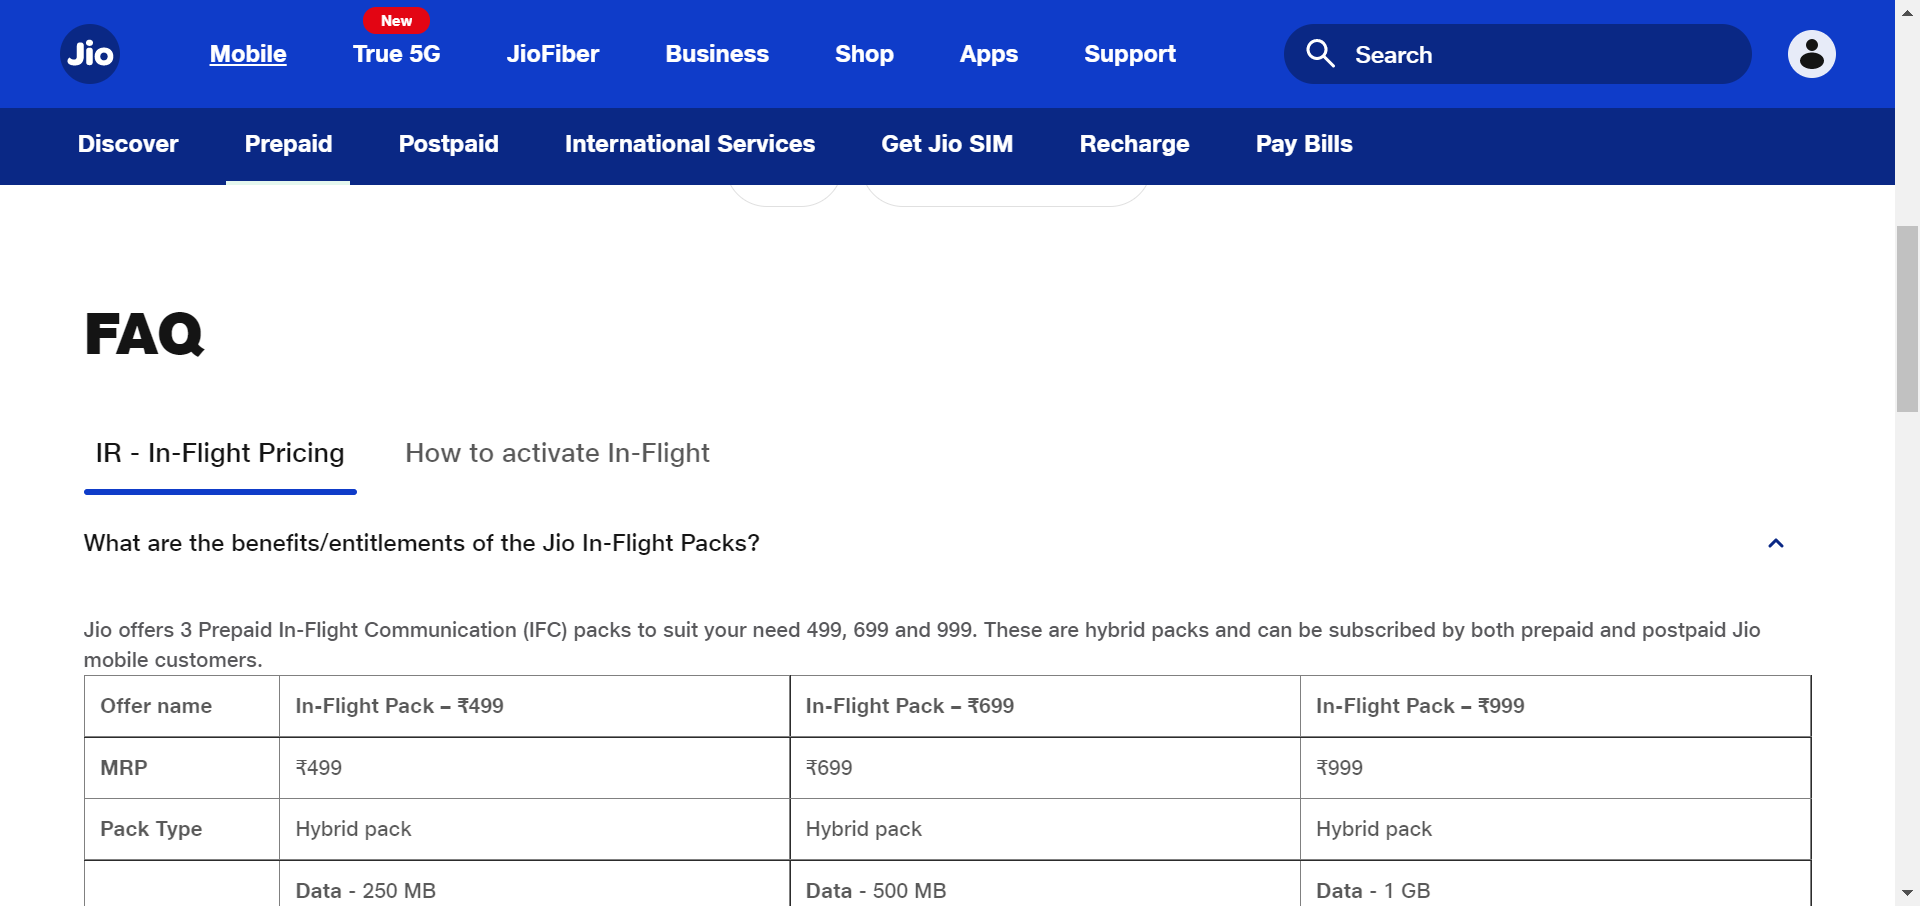 New
Jio Mobile True 5G JioFiber Business Shop Apps Support Search
Discover Prepaid Postpaid International Services Get Jio SIM Recharge Pay Bills
FAQ
IR - In-Flight Pricing How to activate In-Flight
What are the benefits/entitlements of the Jio In-Flight Packs?
Jio offers 3 Prepaid In-Flight Communication (IFC) packs to suit your need 499, 699 and 999. These are hybrid packs and can be subscribed by both prepaid and postpaid Jio
mobile customers.
Offer name In-Flight Pack – ₹499 In-Flight Pack – ₹699 In-Flight Pack – ₹999
MRP ₹499 ₹699 ₹999
Pack Type Hybrid pack Hybrid pack Hybrid pack
Data - 250 MB Data - 500 MB Data - 1 GB